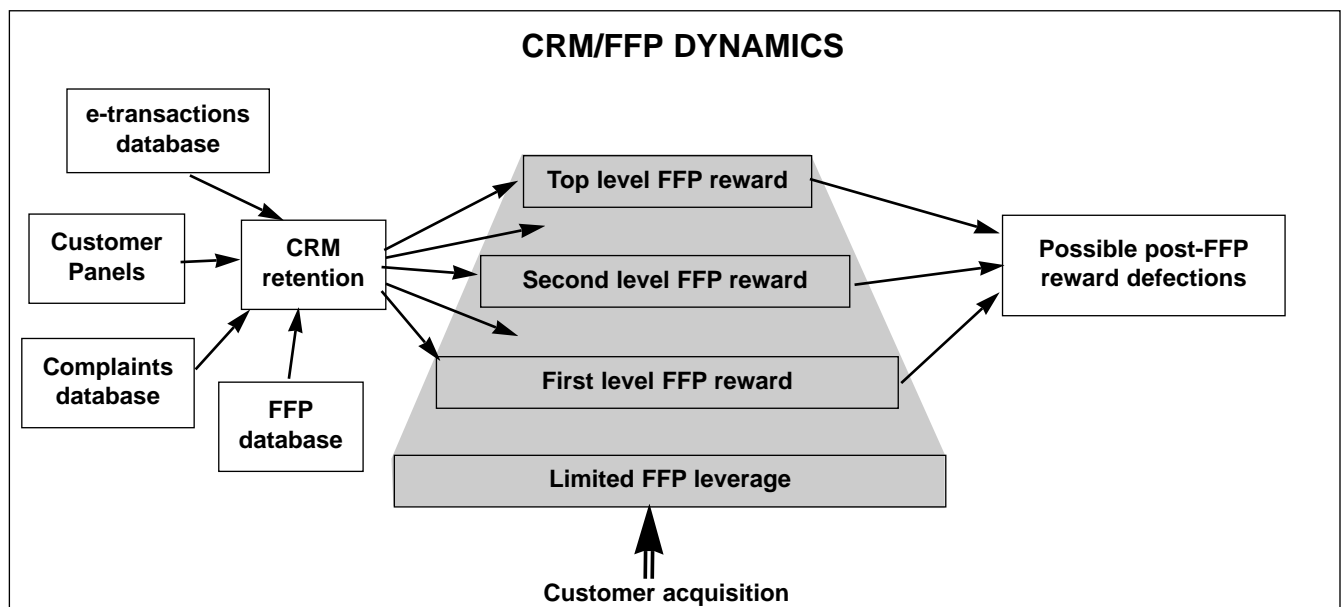 CRM/FFP DYNAMICS
e-transactions
database
Customer
Panels
Complaints
database
FFP
database
CRM
retention
Top level FFP reward
Second level FFP reward
First level FFP reward
Limited FFP leverage
Customer acquisition
Possible post-FFP
reward defections